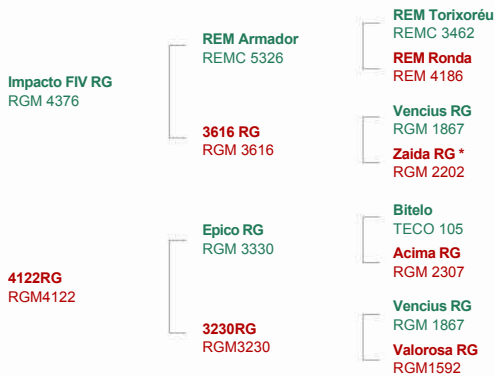 REM Torixoréu
REMC 3462
REM Armador
REMC 5326
REM Ronda
REM 4186
Impacto FIV RG
RGM 4376
Vencius RG
RGM 1867
3616 RG
RGM 3616
Zaida RG *
RGM 2202
Bitelo
TECO 105
Epico RG
RGM 3330
Acima RG
RGM 2307
4122RG
RGM4122
Vencius RG
RGM 1867
3230RG
RGM3230
Valorosa RG
RGM1592